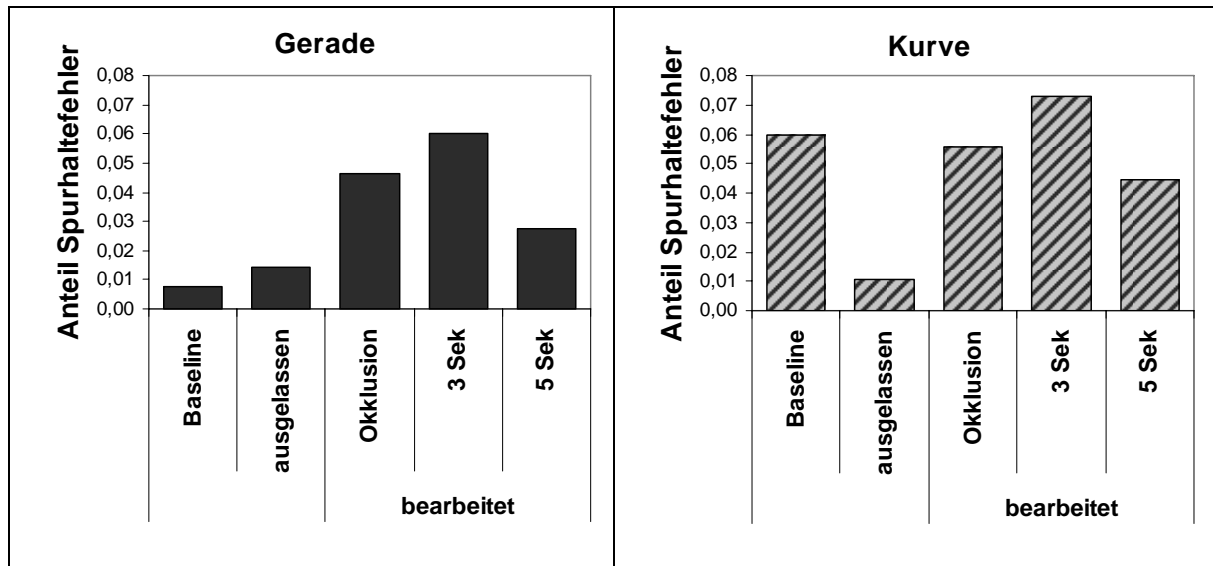 Gerade
Anteil Spurhaltefehler
0,08
0,07
0,06
0,05
0,04
0,03
0,02
0,01
0,00
Baseline
ausgelassen
Okklusion
3 Sek
5 Sek
bearbeitet
Kurve
Anteil Spurhaltefehler
0,08
0,07
0,06
0,05
0,04
0,03
0,02
0,01
0,00
Baseline
ausgelassen
Okklusion
3 Sek
5 Sek
bearbeitet